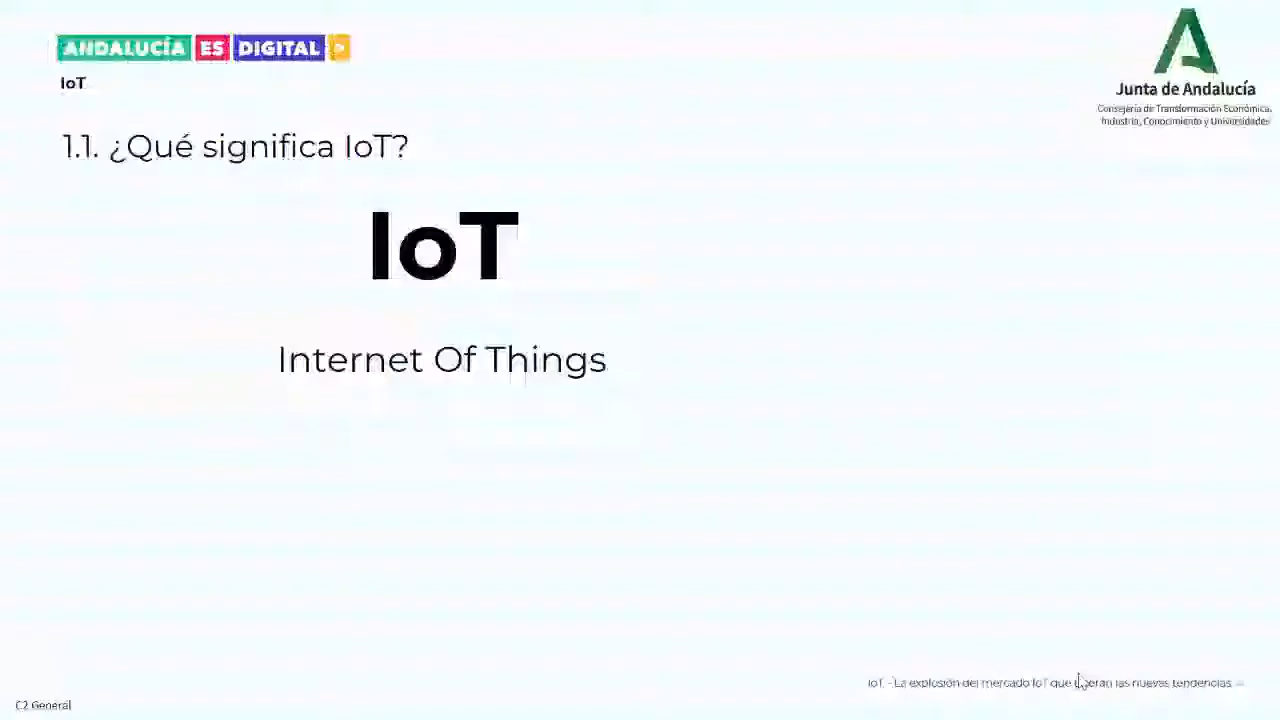 ANDALUCÍA ES DIGITAL >
IoT
Junta de Andalucía
Consejería de Transformación Económica,
Industria, Conocimiento y Universidades
1.1. ¿Qué significa IoT?
IoT
Internet Of Things
IoT - La explosión del mercado IoT que las nuevas tendencias
C2 General